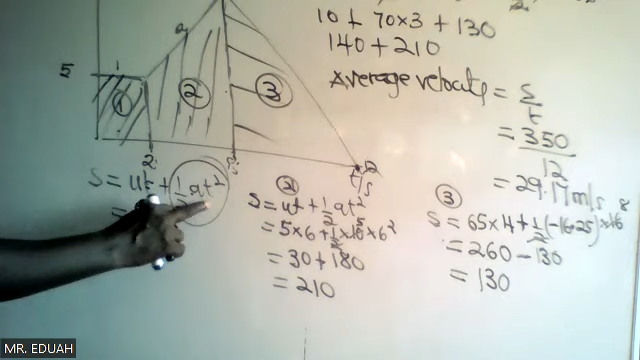 10 + 70×3 + 130
140 + 210
Average velocity = S/t
= 350/12
= 29.17m/s
5
1
2
3
a
2
8
12
t/s
S = ut + ½at²
=
②
S = ut + ½at²
= 5×6 + ½×10×6²
= 30 + 180
= 210
③
S = 65×4 + ½(-16.25)×16
= 260 - 130
= 130
MR. EDUAH